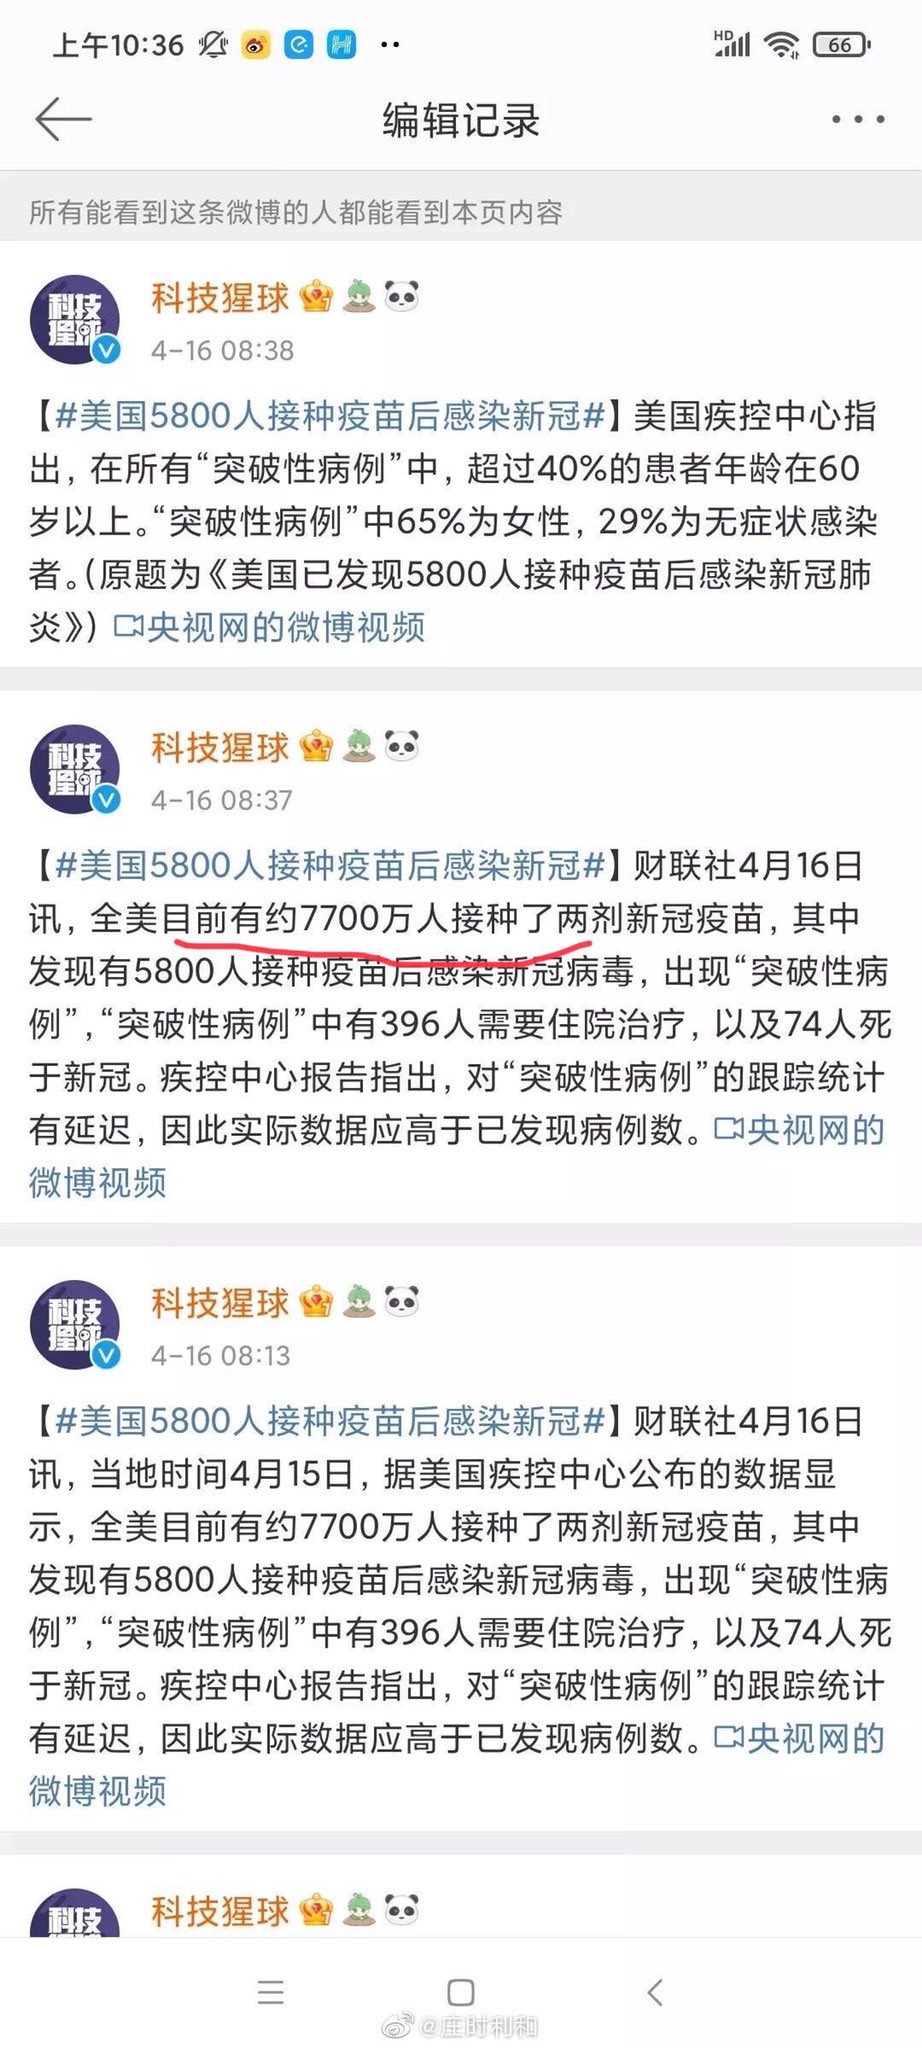 上午10:36
HD
66
编辑记录
所有能看到这条微博的人都能看到本页内容
科技猩球
科技猩球
4-16 08:38
【#美国5800人接种疫苗后感染新冠#】美国疾控中心指
出，在所有“突破性病例”中，超过40%的患者年龄在60
岁以上。“突破性病例”中65%为女性，29%为无症状感染
者。（原题为《美国已发现5800人接种疫苗后感染新冠肺
炎》）央视网的微博视频
科技猩球
科技猩球
4-16 08:37
【#美国5800人接种疫苗后感染新冠#】财联社4月16日
讯，全美目前有约7700万人接种了两剂新冠疫苗，其中
发现有5800人接种疫苗后感染新冠病毒，出现“突破性病
例”，“突破性病例”中有396人需要住院治疗，以及74人死
于新冠。疾控中心报告指出，对“突破性病例”的跟踪统计
有延迟，因此实际数据应高于已发现病例数。央视网的
微博视频
科技猩球
科技猩球
4-16 08:13
【#美国5800人接种疫苗后感染新冠#】财联社4月16日
讯，当地时间4月15日，据美国疾控中心公布的数据显
示，全美目前有约7700万人接种了两剂新冠疫苗，其中
发现有5800人接种疫苗后感染新冠病毒，出现“突破性病
例”，“突破性病例”中有396人需要住院治疗，以及74人死
于新冠。疾控中心报告指出，对“突破性病例”的跟踪统计
有延迟，因此实际数据应高于已发现病例数。央视网的
微博视频
科技
科技猩球
@庄时利和